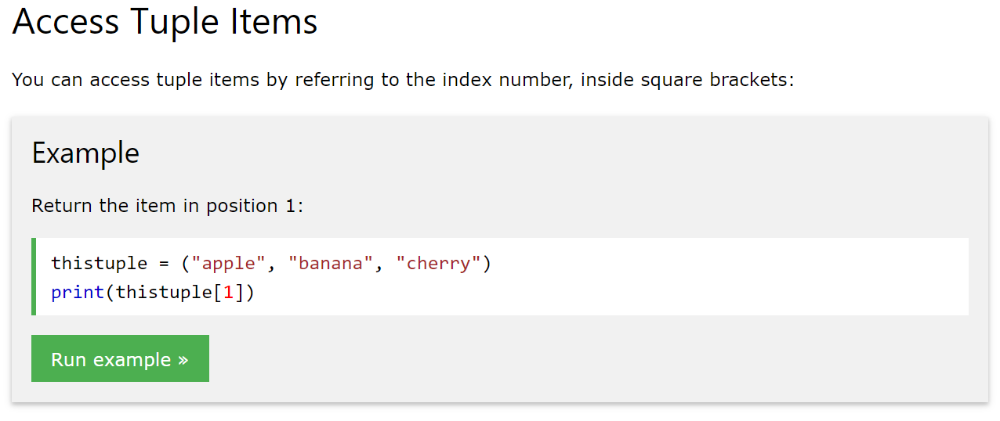 Access Tuple Items
You can access tuple items by referring to the index number, inside square brackets:
Example
Return the item in position 1:
thistuple = ("apple", "banana", "cherry")
print(thistuple[1])
Run example »